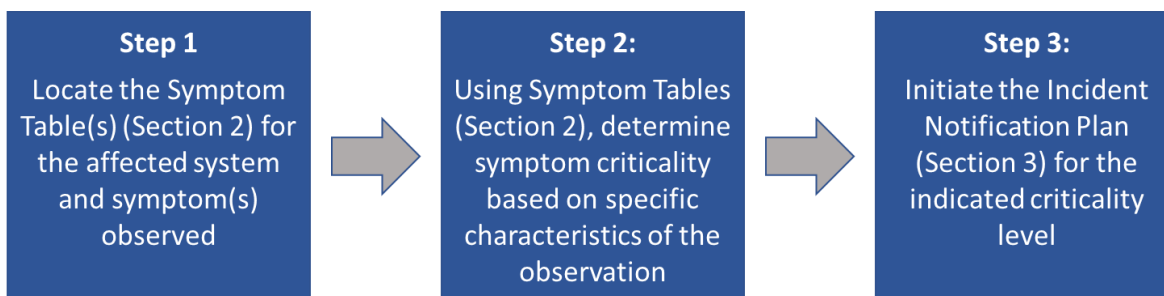 Step 1
Locate the Symptom
Table(s) (Section 2) for
the affected system
and symptom(s)
observed
Step 2:
Using Symptom Tables
(Section 2), determine
symptom criticality
based on specific
characteristics of the
observation
Step 3:
Initiate the Incident
Notification Plan
(Section 3) for the
indicated criticality
level